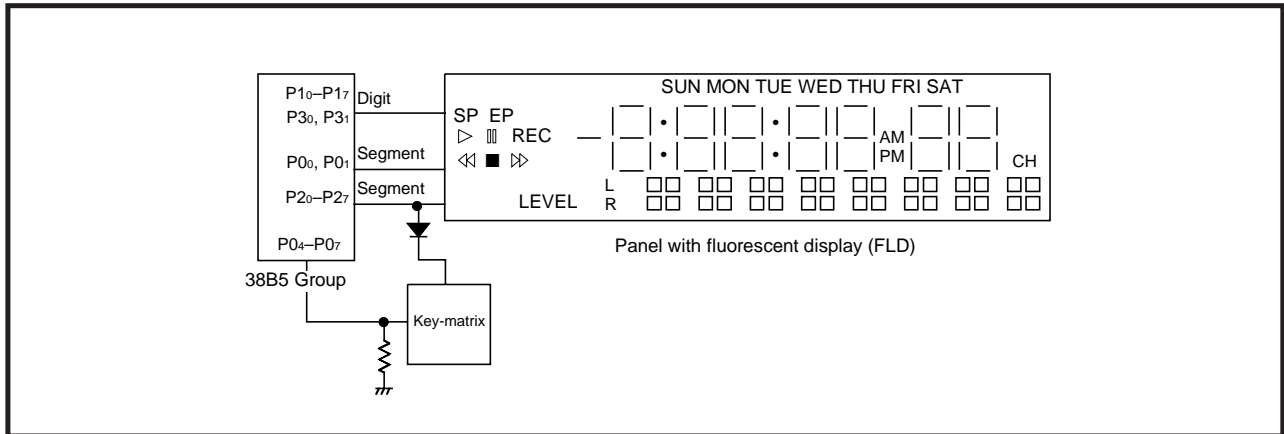 P10–P17
P30, P31
Digit
P00, P01
Segment
P20–P27
Segment
P04–P07
38B5 Group
SUN MON TUE WED THU FRI SAT
SP EP
REC
AM
PM
CH
LEVEL
L
R
Panel with fluorescent display (FLD)
Key-matrix